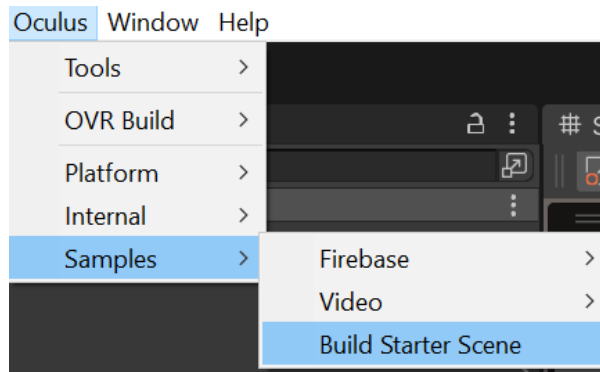 Oculus Window Help
Tools
OVR Build
Platform
Internal
Samples
Firebase
Video
Build Starter Scene